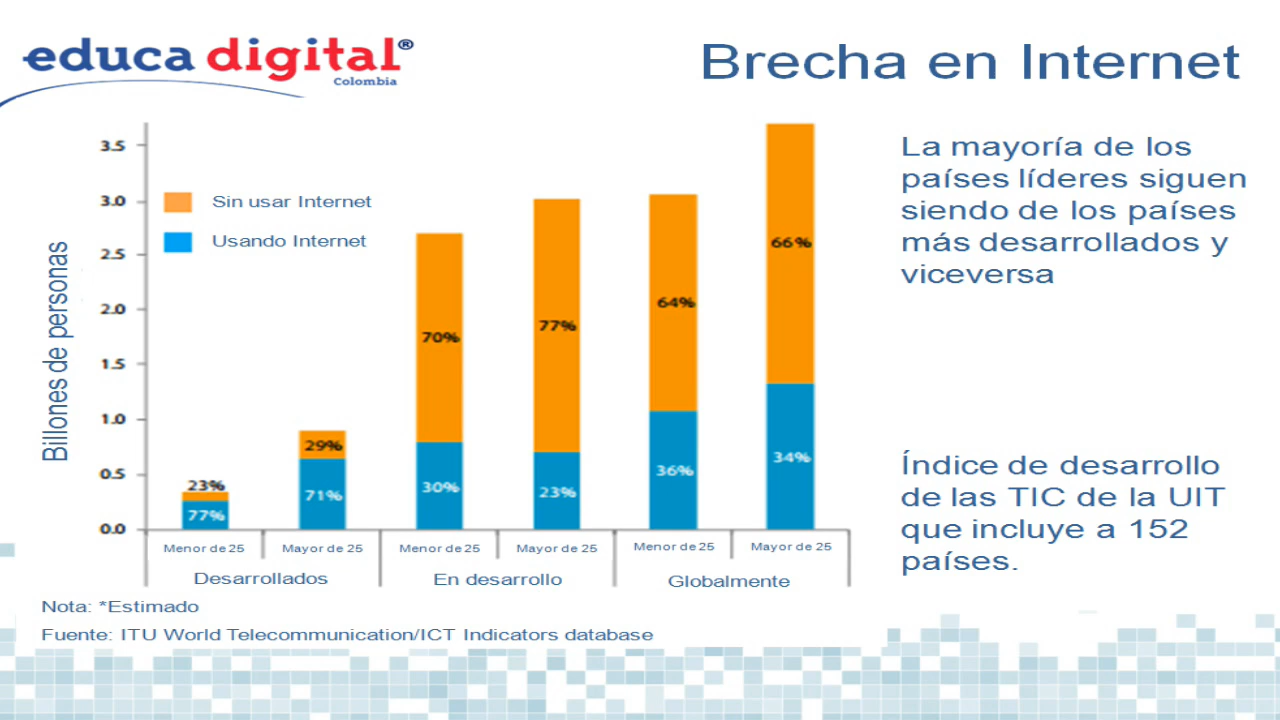 educa digital®
Colombia
Brecha en Internet
La mayoría de los
países líderes siguen
siendo de los países
más desarrollados y
viceversa
Índice de desarrollo
de las TIC de la UIT
que incluye a 152
países.
Billones de personas
3.5
3.0
2.5
2.0
1.5
1.0
0.5
0.0
Sin usar Internet
Usando Internet
23%
77%
29%
71%
70%
30%
77%
23%
64%
36%
66%
34%
Menor de 25
Mayor de 25
Menor de 25
Mayor de 25
Menor de 25
Mayor de 25
Desarrollados
En desarrollo
Globalmente
Nota: *Estimado
Fuente: ITU World Telecommunication/ICT Indicators database